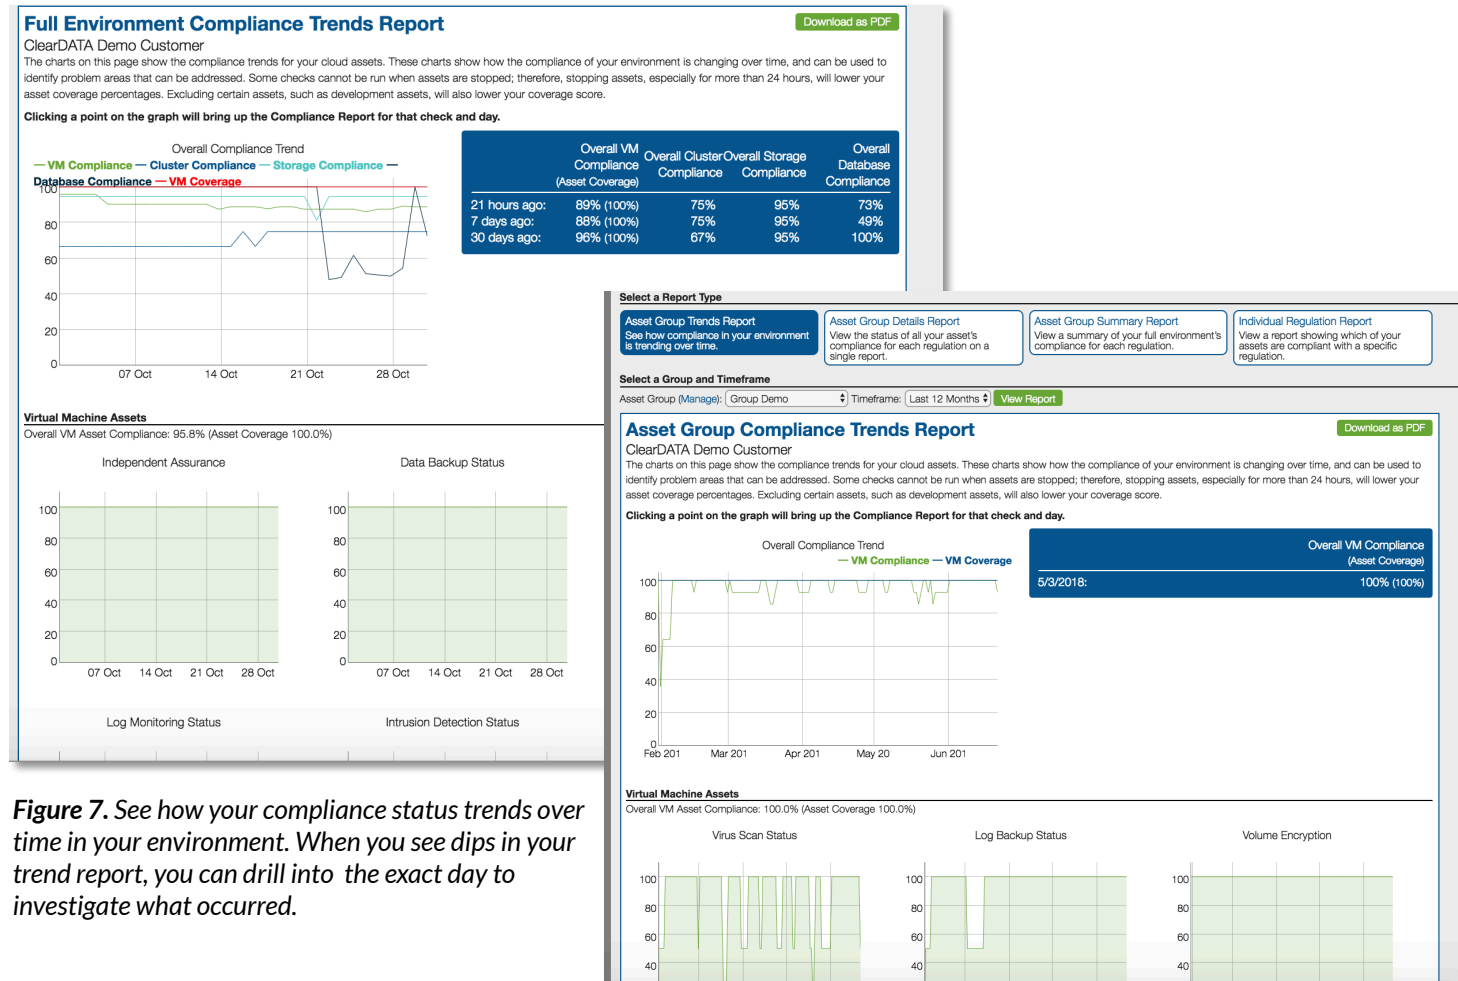 Full Environment Compliance Trends Report
Download as PDF
ClearDATA Demo Customer
The charts on this page show the compliance trends for your cloud assets. These charts show how the compliance of your environment is changing over time, and can be used to
identify problem areas that can be addressed. Some checks cannot be run when assets are stopped; therefore, stopping assets, especially for more than 24 hours, will lower your
asset coverage percentages. Excluding certain assets, such as development assets, will also lower your coverage score.
Clicking a point on the graph will bring up the Compliance Report for that check and day.
Overall Compliance Trend
— VM Compliance — Cluster Compliance — Storage Compliance —
Database Compliance — VM Coverage
100
80
60
40
20
0
07 Oct 14 Oct 21 Oct 28 Oct
Overall VM Compliance (Asset Coverage) Overall Cluster Compliance Overall Storage Compliance Overall Database Compliance
21 hours ago: 89% (100%) 75% 95% 73%
7 days ago: 88% (100%) 75% 95% 49%
30 days ago: 96% (100%) 67% 95% 100%
Virtual Machine Assets
Overall VM Asset Compliance: 95.8% (Asset Coverage 100.0%)
Independent Assurance
100
80
60
40
20
0
07 Oct 14 Oct 21 Oct 28 Oct
Data Backup Status
100
80
60
40
20
0
07 Oct 14 Oct 21 Oct 28 Oct
Log Monitoring Status
Intrusion Detection Status
Figure 7. See how your compliance status trends over
time in your environment. When you see dips in your
trend report, you can drill into the exact day to
investigate what occurred.
Select a Report Type
Asset Group Trends Report
See how compliance in your environment
is trending over time.
Asset Group Details Report
View the status of all your asset's
compliance for each regulation on a
single report.
Asset Group Summary Report
View a summary of your full environment's
compliance for each regulation.
Individual Regulation Report
View a report showing which of your
assets are compliant with a specific
regulation.
Select a Group and Timeframe
Asset Group (Manage): Group Demo Timeframe: Last 12 Months View Report
Asset Group Compliance Trends Report
Download as PDF
ClearDATA Demo Customer
The charts on this page show the compliance trends for your cloud assets. These charts show how the compliance of your environment is changing over time, and can be used to
identify problem areas that can be addressed. Some checks cannot be run when assets are stopped; therefore, stopping assets, especially for more than 24 hours, will lower your
asset coverage percentages. Excluding certain assets, such as development assets, will also lower your coverage score.
Clicking a point on the graph will bring up the Compliance Report for that check and day.
Overall Compliance Trend
— VM Compliance — VM Coverage
100
80
60
40
20
0
Feb 201 Mar 201 Apr 201 May 20 Jun 201
Overall VM Compliance
(Asset Coverage)
5/3/2018: 100% (100%)
Virtual Machine Assets
Overall VM Asset Compliance: 100.0% (Asset Coverage 100.0%)
Virus Scan Status
100
80
60
40
Log Backup Status
100
80
60
40
Volume Encryption
100
80
60
40